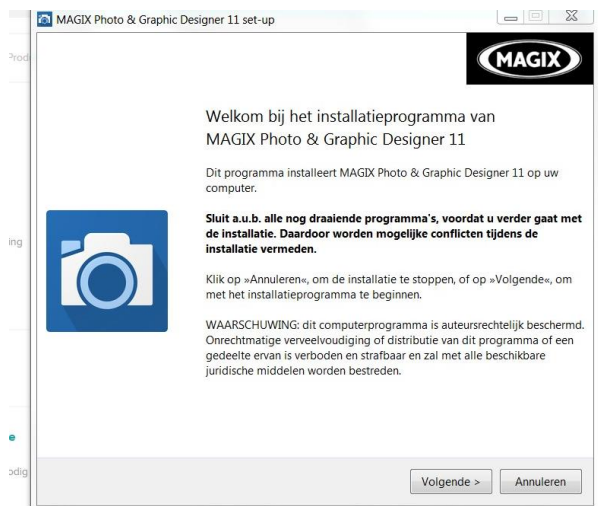 MAGIX Photo & Graphic Designer 11 set-up
MAGIX
Prod
Welkom bij het installatieprogramma van
MAGIX Photo & Graphic Designer 11
Dit programma installeert MAGIX Photo & Graphic Designer 11 op uw
computer.
Sluit a.u.b. alle nog draaiende programma's, voordat u verder gaat met
de installatie. Daardoor worden mogelijke conflicten tijdens de
installatie vermeden.
ing
Klik op »Annuleren«, om de installatie te stoppen, of op »Volgende«, om
met het installatieprogramma te beginnen.
WAARSCHUWING: dit computerprogramma is auteursrechtelijk beschermd.
Onrechtmatige verveelvoudiging of distributie van dit programma of een
gedeelte ervan is verboden en strafbaar en zal met alle beschikbare
juridische middelen worden bestreden.
e
odig
Volgende >
Annuleren